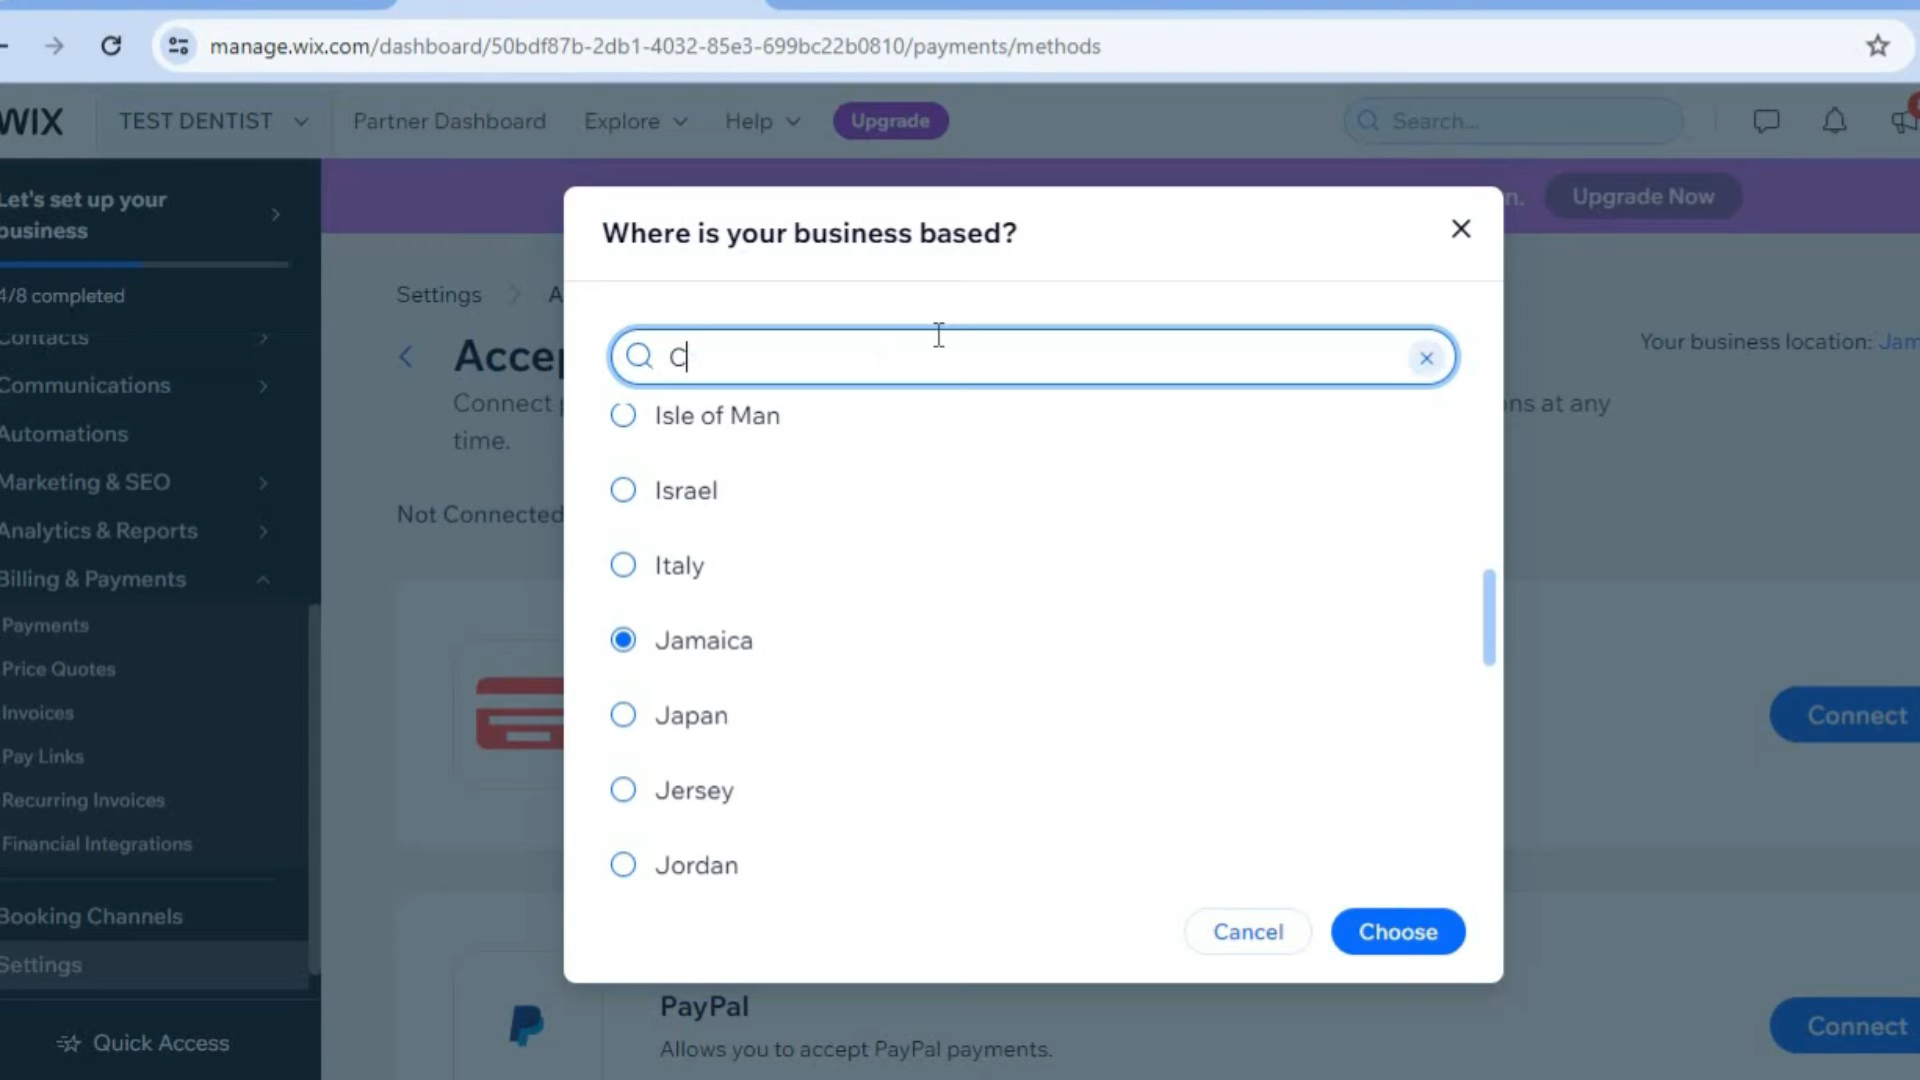 manage.wix.com/dashboard/50bdf87b-2db1-4032-85e3-699bc22b0810/payments/methods
WIX
TEST DENTIST
Partner Dashboard
Explore
Help
Upgrade
Search...
Let's set up your
business
4/8 completed
Contacts
Communications
Automations
Marketing & SEO
Analytics & Reports
Billing & Payments
Payments
Price Quotes
Invoices
Pay Links
Recurring Invoices
Financial Integrations
Booking Channels
Settings
Quick Access
n.
Upgrade Now
Settings
A
Your business location: Jam
Accep
Connect
ns at any
time.
Not Connected
Where is your business based?
C
Isle of Man
Israel
Italy
Jamaica
Japan
Jersey
Jordan
Cancel
Choose
Connect
PayPal
Allows you to accept PayPal payments.
Connect